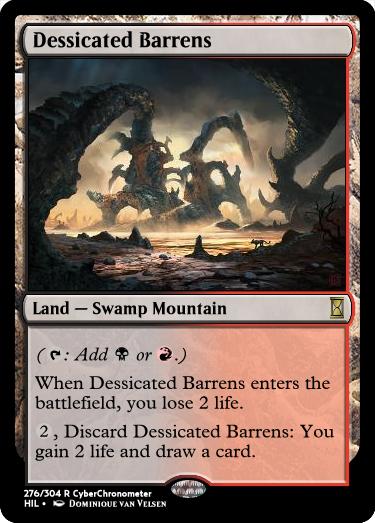 Dessicated Barrens
Land — Swamp Mountain
( : Add or .)
When Dessicated Barrens enters the
battlefield, you lose 2 life.
2 , Discard Dessicated Barrens: You
gain 2 life and draw a card.
276/304 R CyberChronometer
HIL • Dominique van Velsen